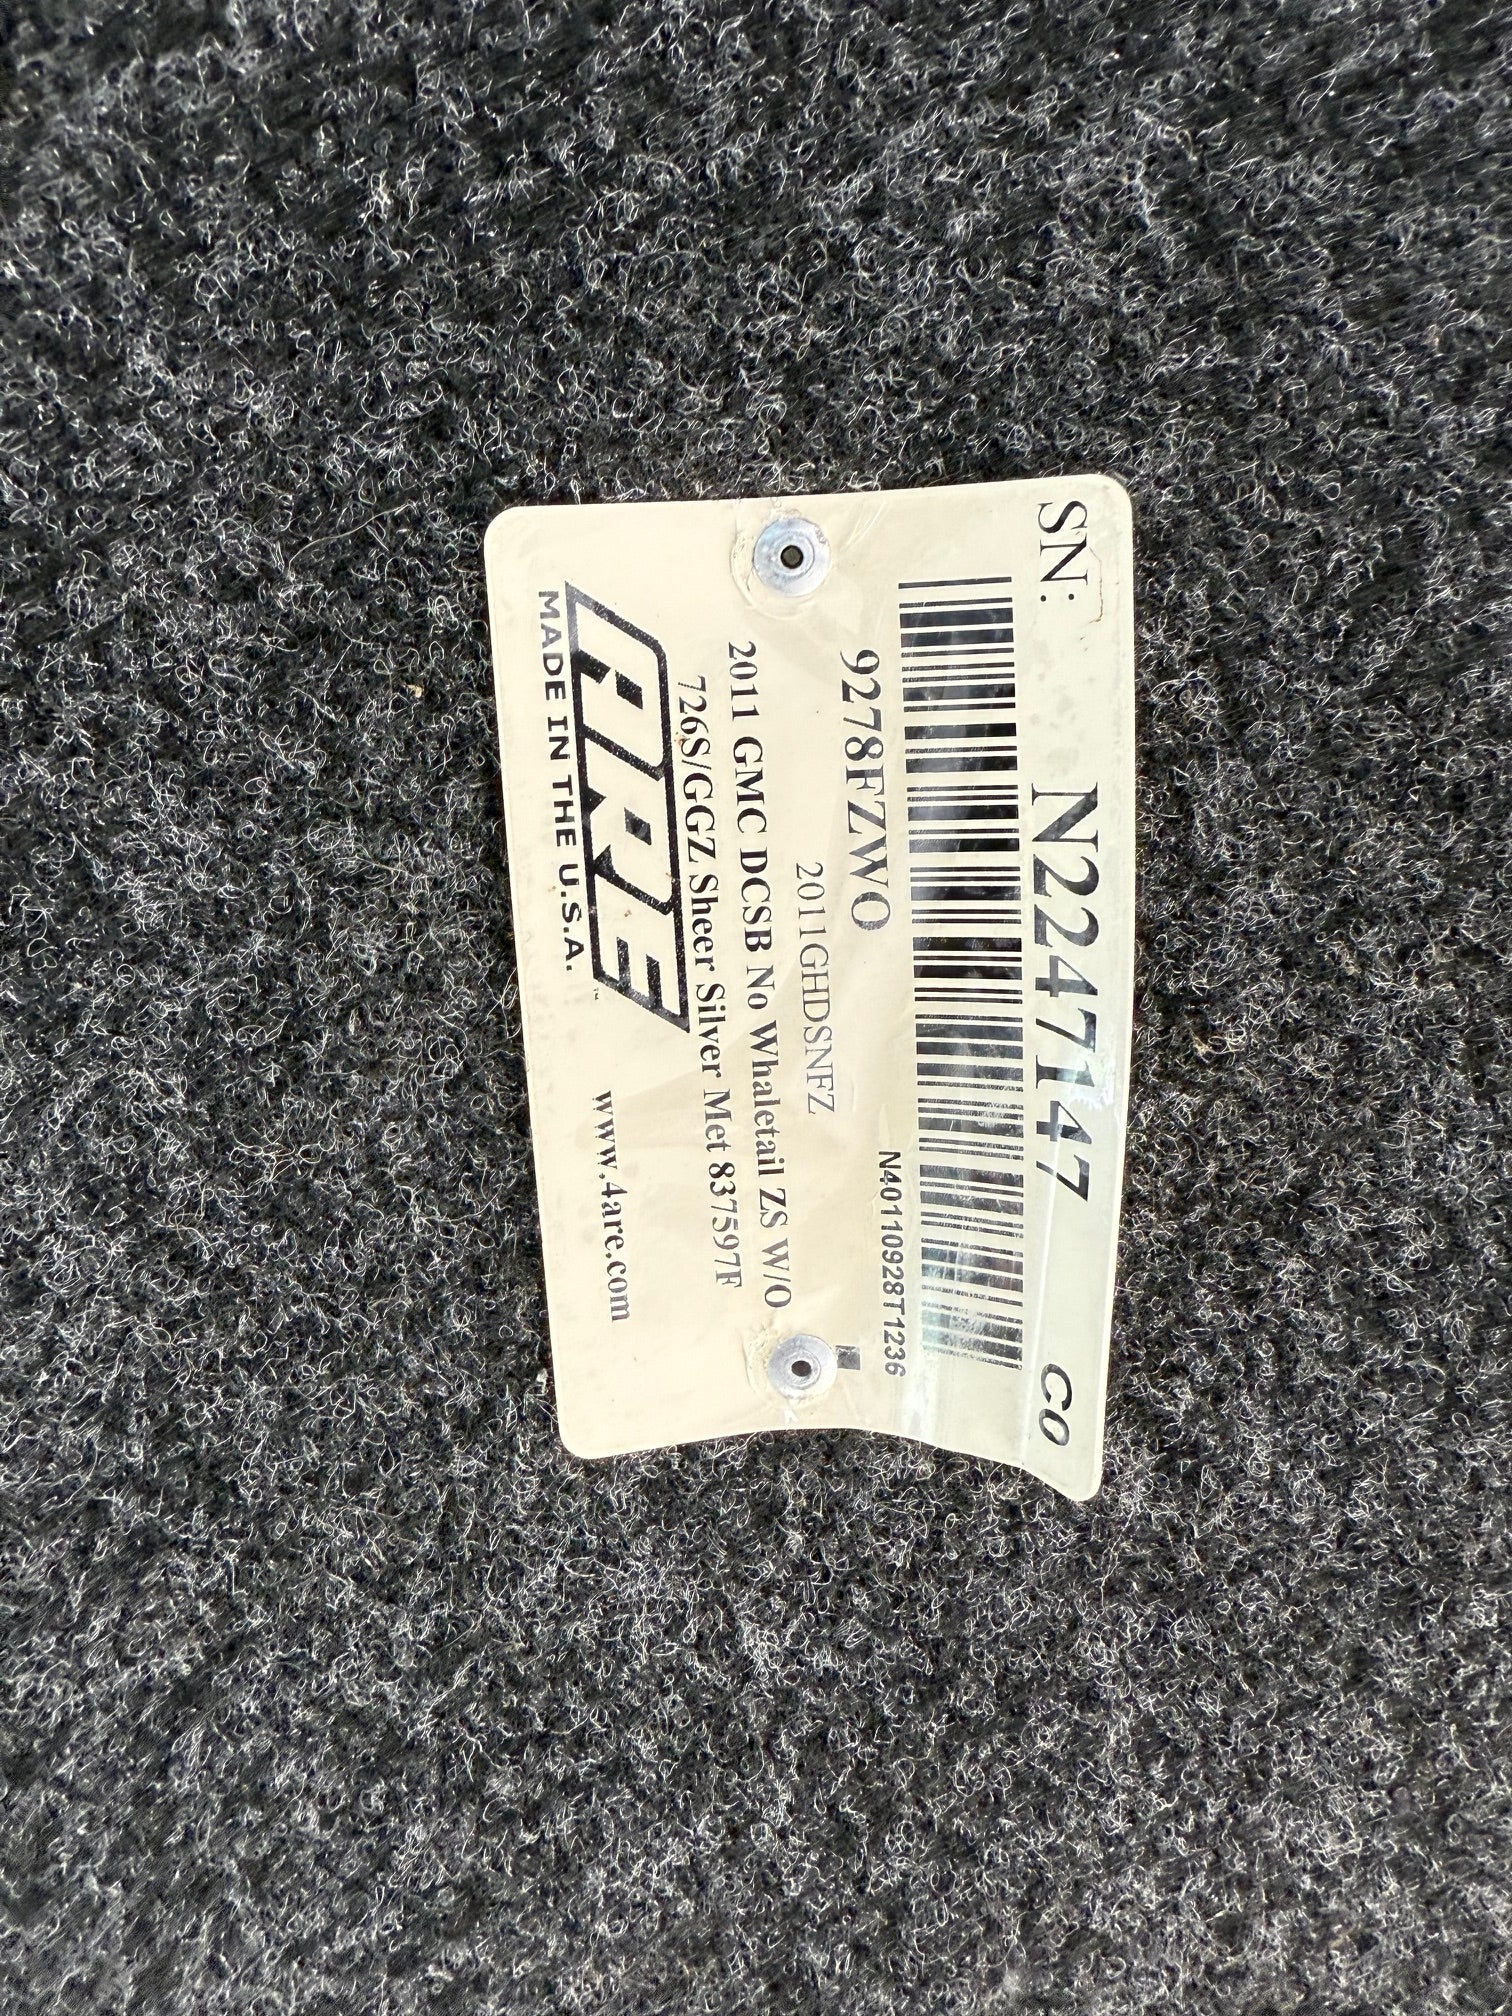 SN: N2247147 CO
N40110928T1236
9278FZWO
2011GHDSNFZ
2011 GMC DCSB No Whaletail ZS W/O
726S/GGZ Sheer Silver Met 837597F
ARE
MADE IN THE U.S.A.
™
www.4are.com